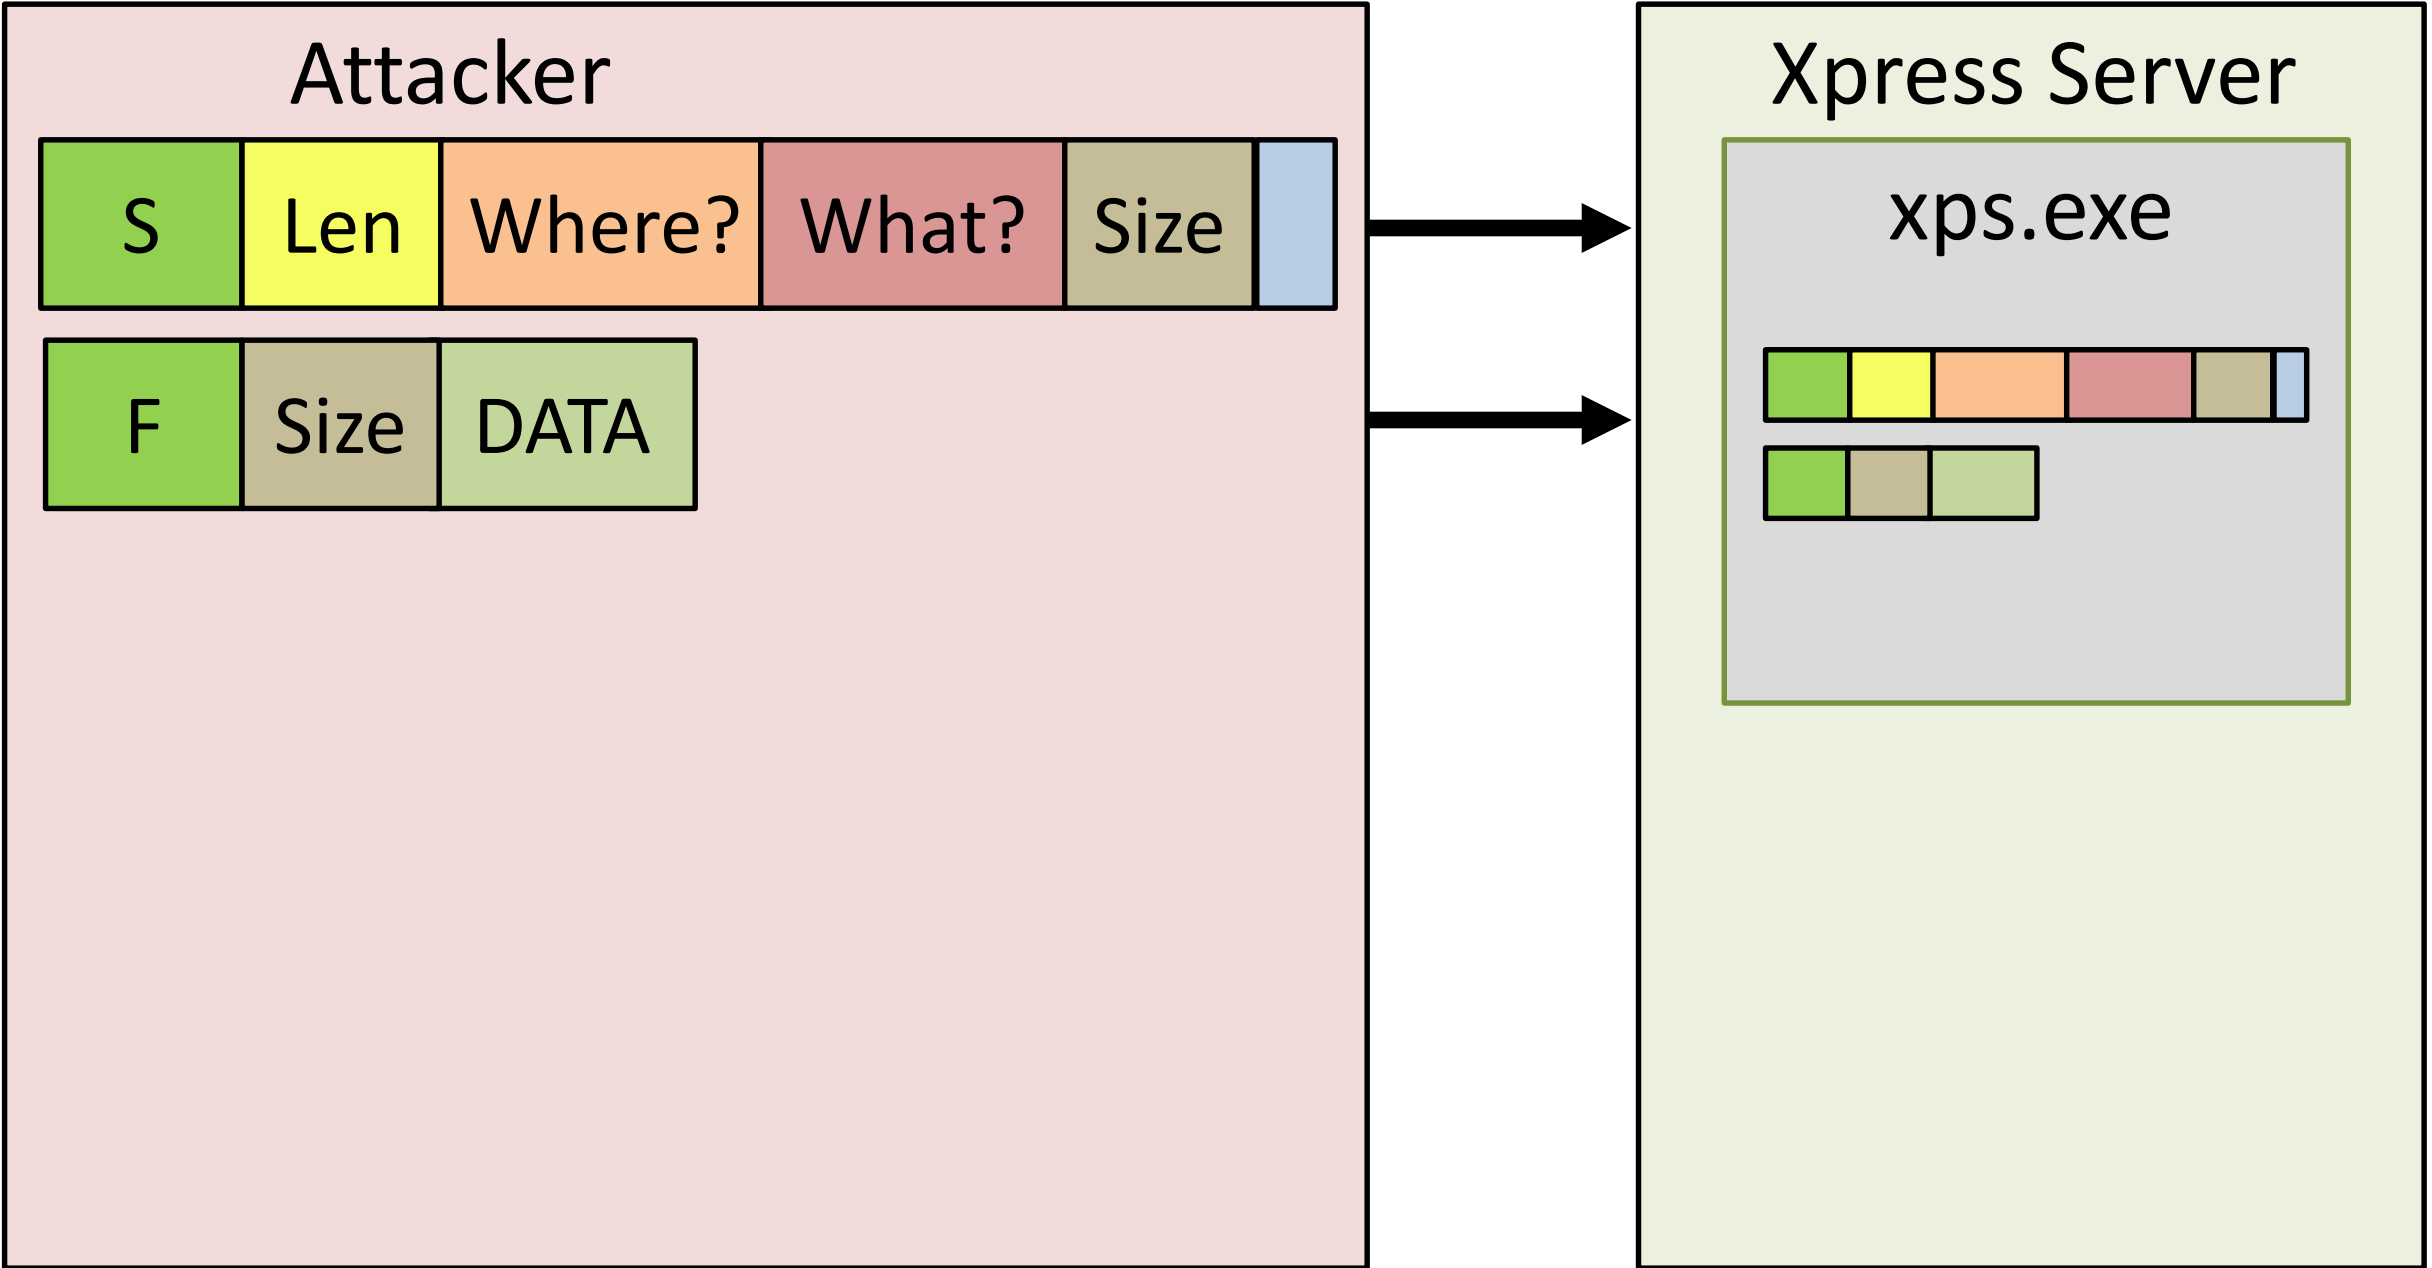 Attacker
S Len Where? What? Size
F Size DATA
Xpress Server
xps.exe